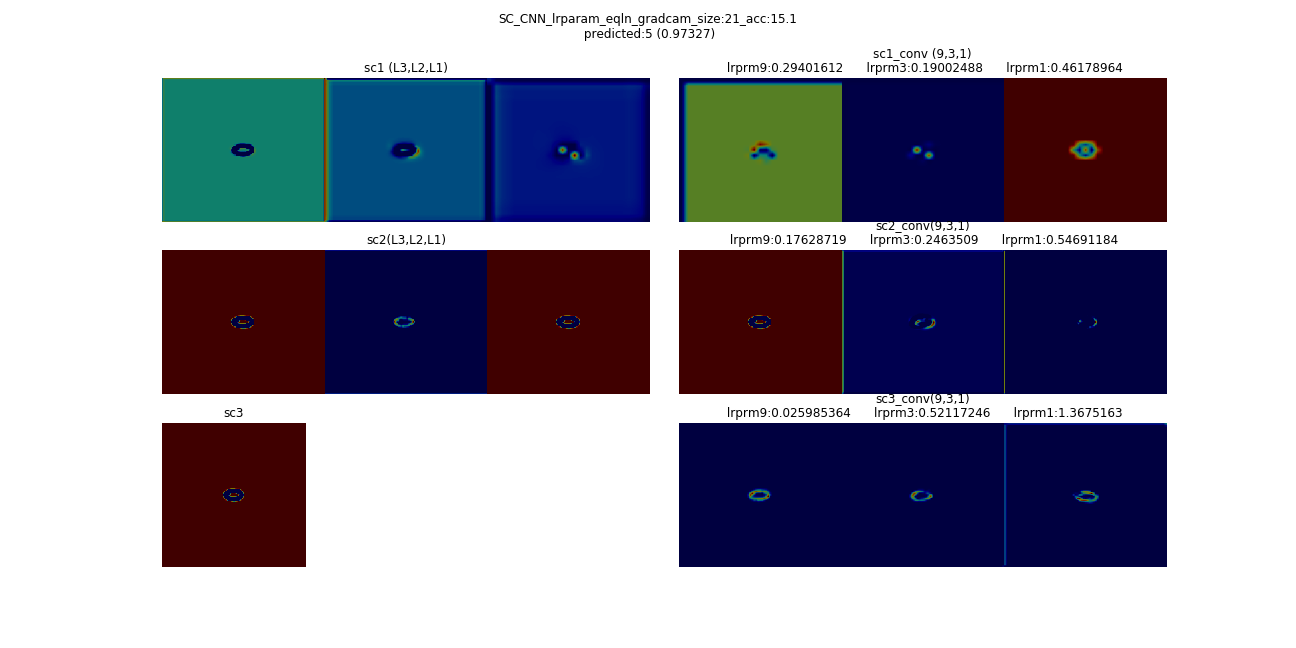 SC_CNN_lrparam_eqln_gradcam_size:21_acc:15.1
predicted:5 (0.97327)
sc1 (L3,L2,L1)
sc1_conv (9,3,1)
lrprm9:0.29401612 lrprm3:0.19002488 lrprm1:0.46178964
sc2(L3,L2,L1)
sc2_conv(9,3,1)
lrprm9:0.17628719 lrprm3:0.2463509 lrprm1:0.54691184
sc3
sc3_conv(9,3,1)
lrprm9:0.025985364 lrprm3:0.52117246 lrprm1:1.3675163